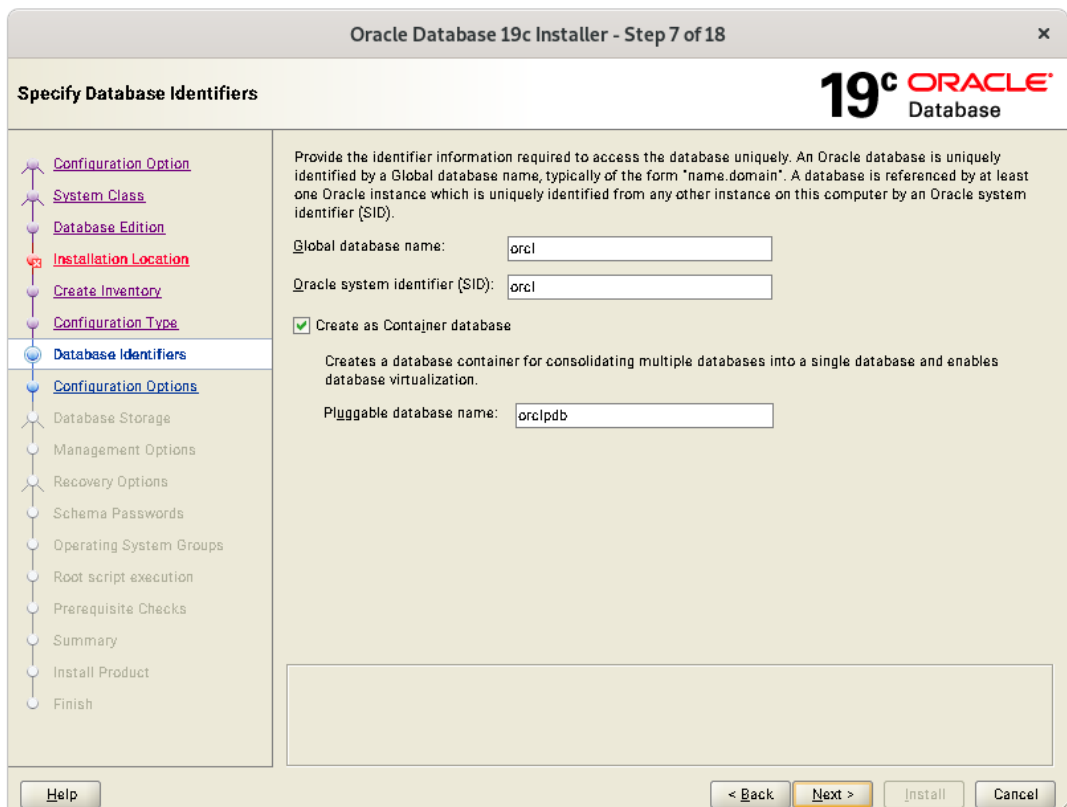 Oracle Database 19c Installer - Step 7 of 18
×
Specify Database Identifiers
19c ORACLE
Database
Configuration Option
System Class
Database Edition
Installation Location
Create Inventory
Configuration Type
Database Identifiers
Configuration Options
Database Storage
Management Options
Recovery Options
Schema Passwords
Operating System Groups
Root script execution
Prerequisite Checks
Summary
Install Product
Finish
Provide the identifier information required to access the database uniquely. An Oracle database is uniquely
identified by a Global database name, typically of the form "name.domain". A database is referenced by at least
one Oracle instance which is uniquely identified from any other instance on this computer by an Oracle system
identifier (SID).
Global database name: orcl
Oracle system identifier (SID): orcl
Create as Container database
Creates a database container for consolidating multiple databases into a single database and enables
database virtualization.
Pluggable database name: orclpdb
Help
< Back
Next >
Install
Cancel